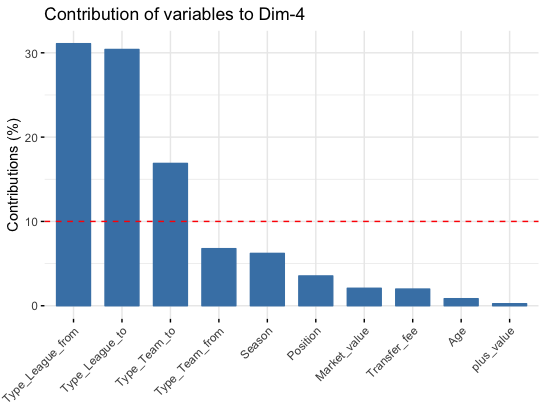 Contribution of variables to Dim-4
Contributions (%)
30
20
10
0
Type_League_from
Type_League_to
Type_Team_to
Type_Team_from
Season
Position
Market_value
Transfer_fee
Age
plus_value